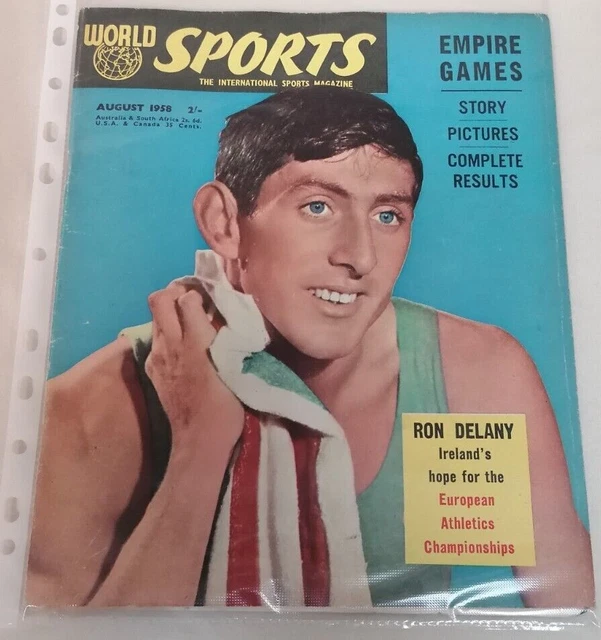 WORLD
SPORTS
THE INTERNATIONAL SPORTS MAGAZINE
AUGUST 1958 2/-
Australia & South Africa 2s. 6d.
U.S.A. & Canada 35 Cents.
EMPIRE
GAMES
STORY
PICTURES
COMPLETE
RESULTS
RON DELANY
Ireland's
hope for the
European
Athletics
Championships